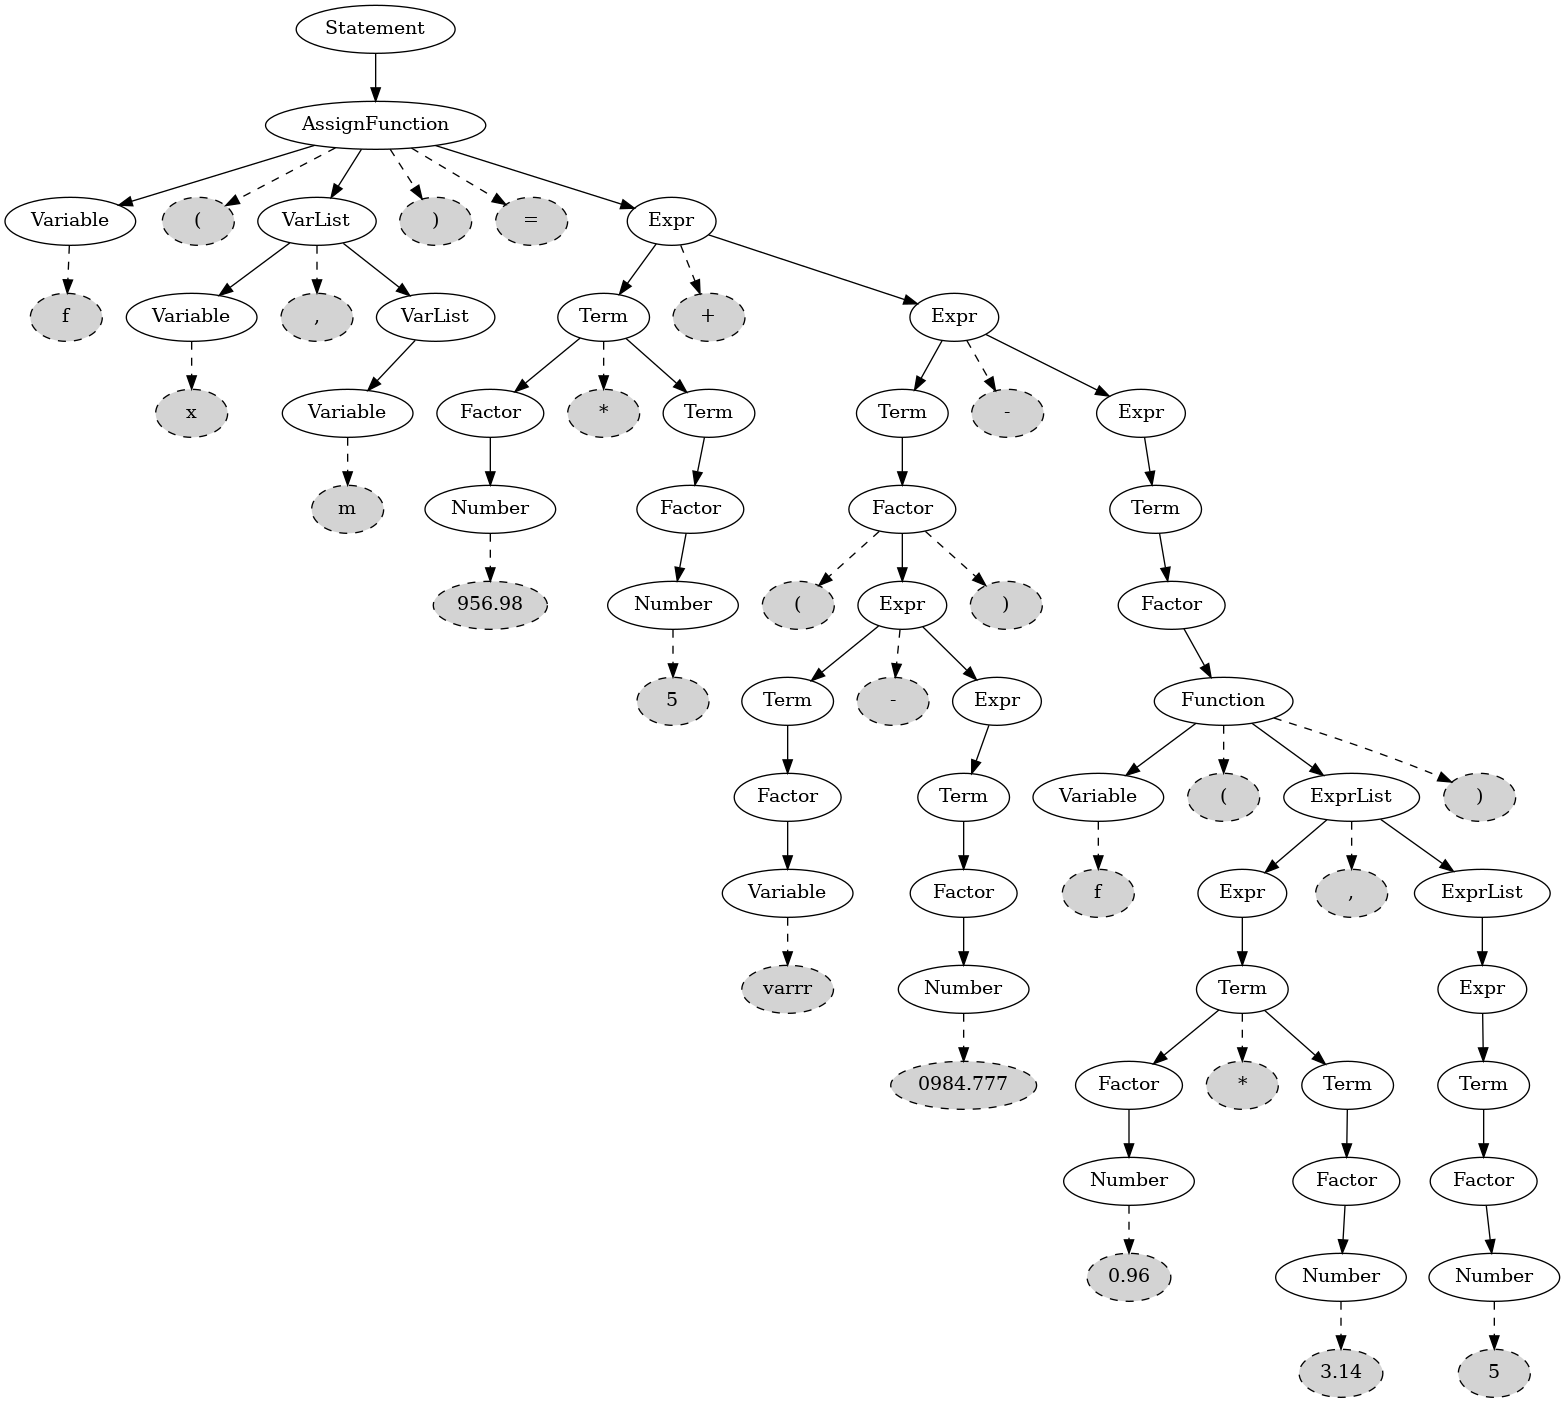 Statement
AssignFunction
Variable ( VarList ) = Expr
f Variable , VarList Term + Expr
x Variable Factor * Term Term - Expr
m Number Factor Factor Term
956.98 Number ( Expr ) Factor
5 Term - Expr Function
Factor Term Variable ( ExprList )
Variable Factor f Expr , ExprList
varrr Number Term Expr
0984.777 Factor * Term Term
Number Factor Factor
0.96 Number Number
3.14 5